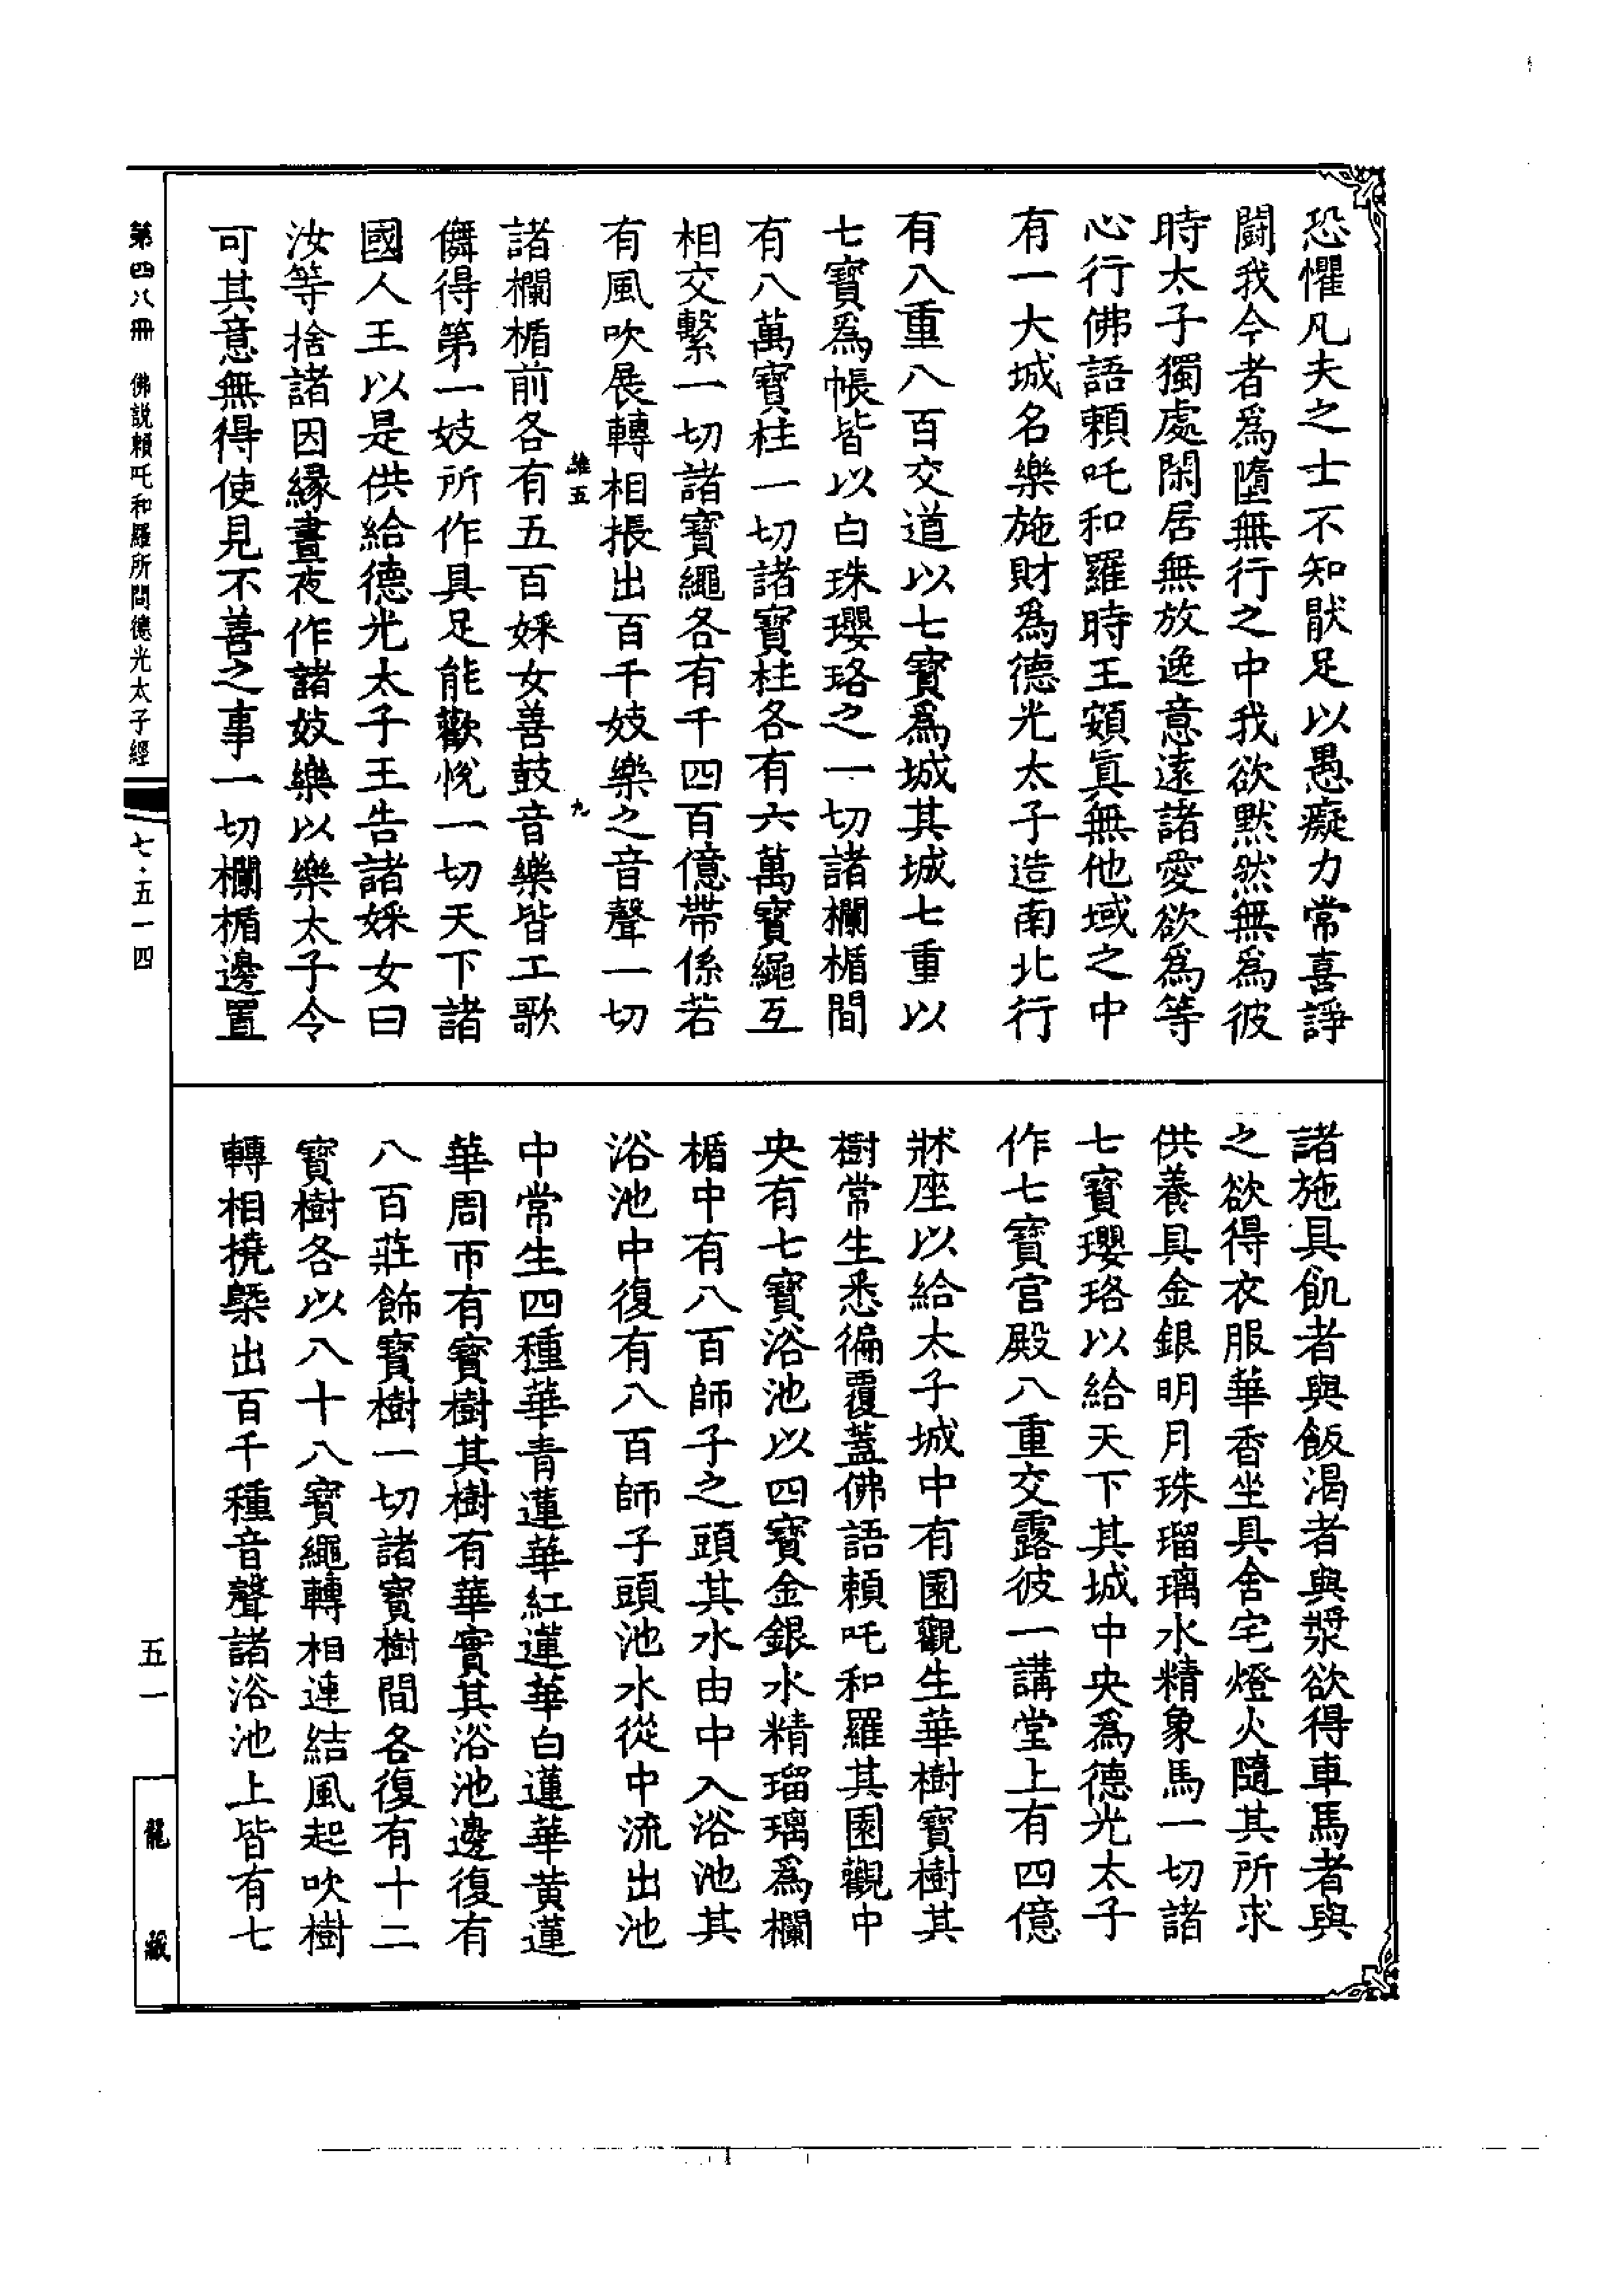 恐懼凡夫之士不知猒足以愚癡力常喜諍
鬪我今者爲墮無行之中我欲默然無爲彼
時太子獨處閑居無放逸意遠諸愛欲爲等
心行佛語賴吒和羅時王頞真無他域之中
有一大城名樂施財爲德光太子造南北行
有八重八百交道以七寶爲城其城七重以
七寶爲帳皆以白珠瓔珞之一切諸欄楯間
有八萬寶柱一切諸寶柱各有六萬寶繩互
相交繫一切諸寶繩各有千四百億帶係若
有風吹展轉相掁出百千妓樂之音聲一切
維五
九
諸欄楯前各有五百婇女善鼓音樂皆工歌
儛得第一妓所作具足能歡悅一切天下諸
國人王以是供給德光太子王告諸婇女曰
汝等捨諸因緣晝夜作諸妓樂以樂太子令
可其意無得使見不善之事一切欄楯邊置
諸施具飢者與飯渴者與漿欲得車馬者與
之欲得衣服華香坐具舍宅燈火隨其所求
供養具金銀明月珠瑠璃水精象馬一切諸
七寶瓔珞以給天下其城中央爲德光太子
作七寶宮殿八重交露彼一講堂上有四億
牀座以給太子城中有園觀生華樹寶樹其
樹常生悉徧覆蓋佛語賴吒和羅其園觀中
央有七寶浴池以四寶金銀水精瑠璃爲欄
楯中有八百師子之頭其水由中入浴池其
浴池中復有八百師子頭池水從中流出池
中常生四種華青蓮華紅蓮華白蓮華黃蓮
華周帀有寶樹其樹有華實其浴池邊復有
八百莊飾寶樹一切諸寶樹間各復有十二
寶樹各以八十八寶繩轉相連結風起吹樹
轉相撓㮣出百千種音聲諸浴池上皆有七
第四八冊 佛說賴吒和羅所問德光太子經
七·五一四
五一
龍藏